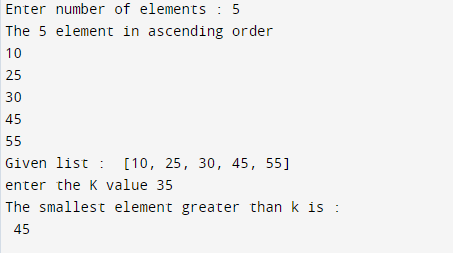 Enter number of elements : 5
The 5 element in ascending order
10
25
30
45
55
Given list :  [10, 25, 30, 45, 55]
enter the K value 35
The smallest element greater than k is :
 45